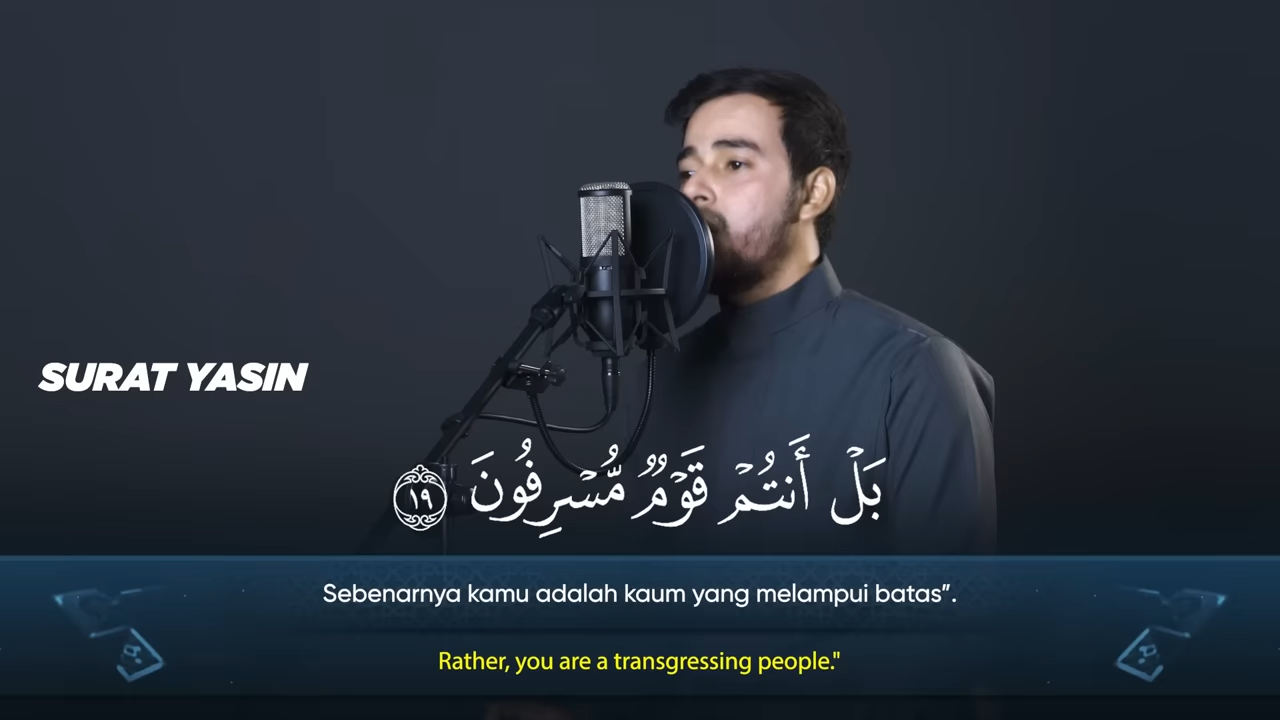 SURAT YASIN
بَلْ أَنتُمْ قَوْمٌ مُّسْرِفُونَ ١٩
Sebenarnya kamu adalah kaum yang melampui batas”.
Rather, you are a transgressing people."